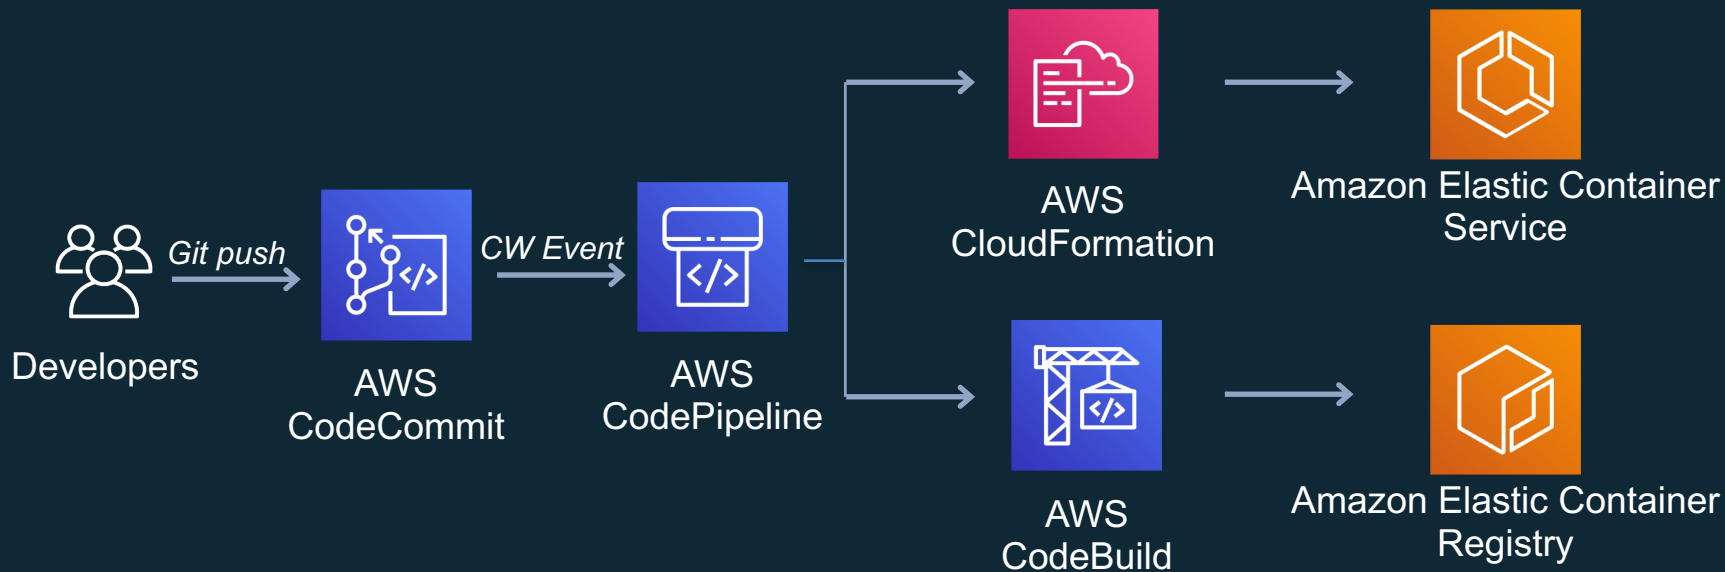 Developers
Git push
AWS
CodeCommit
CW Event
AWS
CodePipeline
AWS
CloudFormation
Amazon Elastic Container
Service
AWS
CodeBuild
Amazon Elastic Container
Registry